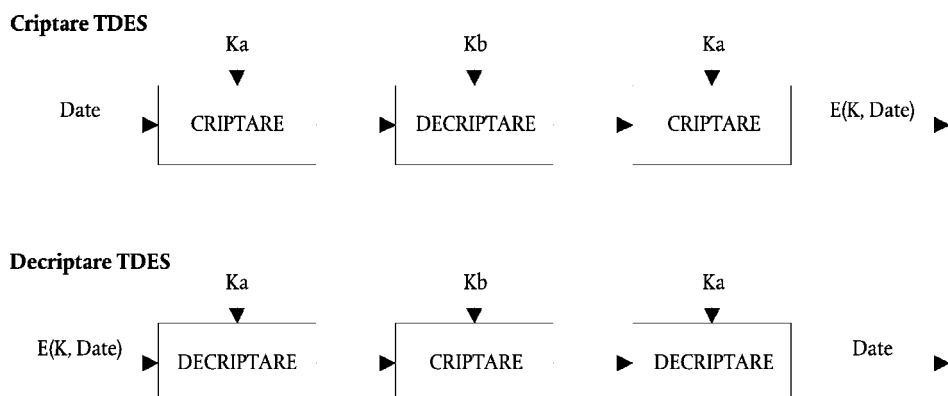 Criptare TDES
Ka Kb Ka
Date CRIPTARE DECRIPTARE CRIPTARE E(K, Date)
Decriptare TDES
Ka Kb Ka
E(K, Date) DECRIPTARE CRIPTARE DECRIPTARE Date